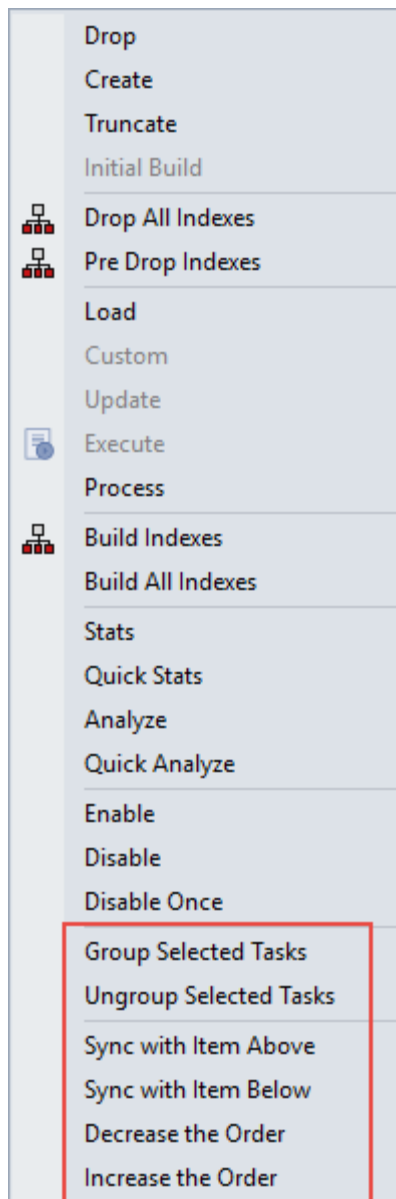 Drop
Create
Truncate
Initial Build
Drop All Indexes
Pre Drop Indexes
Load
Custom
Update
Execute
Process
Build Indexes
Build All Indexes
Stats
Quick Stats
Analyze
Quick Analyze
Enable
Disable
Disable Once
Group Selected Tasks
Ungroup Selected Tasks
Sync with Item Above
Sync with Item Below
Decrease the Order
Increase the Order